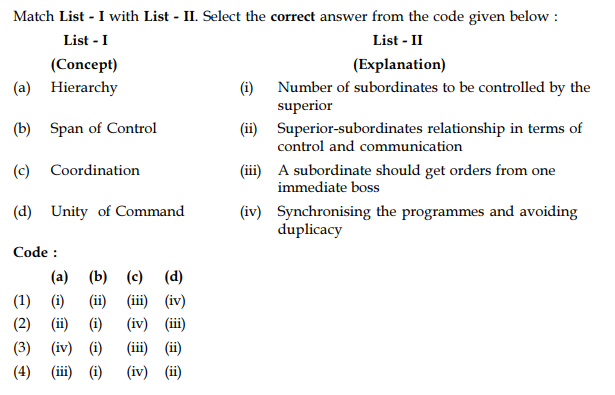 Match List - I with List - II. Select the correct answer from the code given below :
List - I List - II
(Concept) (Explanation)
(a) Hierarchy (i) Number of subordinates to be controlled by the
superior
(b) Span of Control (ii) Superior-subordinates relationship in terms of
control and communication
(c) Coordination (iii) A subordinate should get orders from one
immediate boss
(d) Unity of Command (iv) Synchronising the programmes and avoiding
duplicacy
Code :
(a) (b) (c) (d)
(1) (i) (ii) (iii) (iv)
(2) (ii) (i) (iv) (iii)
(3) (iv) (i) (iii) (ii)
(4) (iii) (i) (iv) (ii)